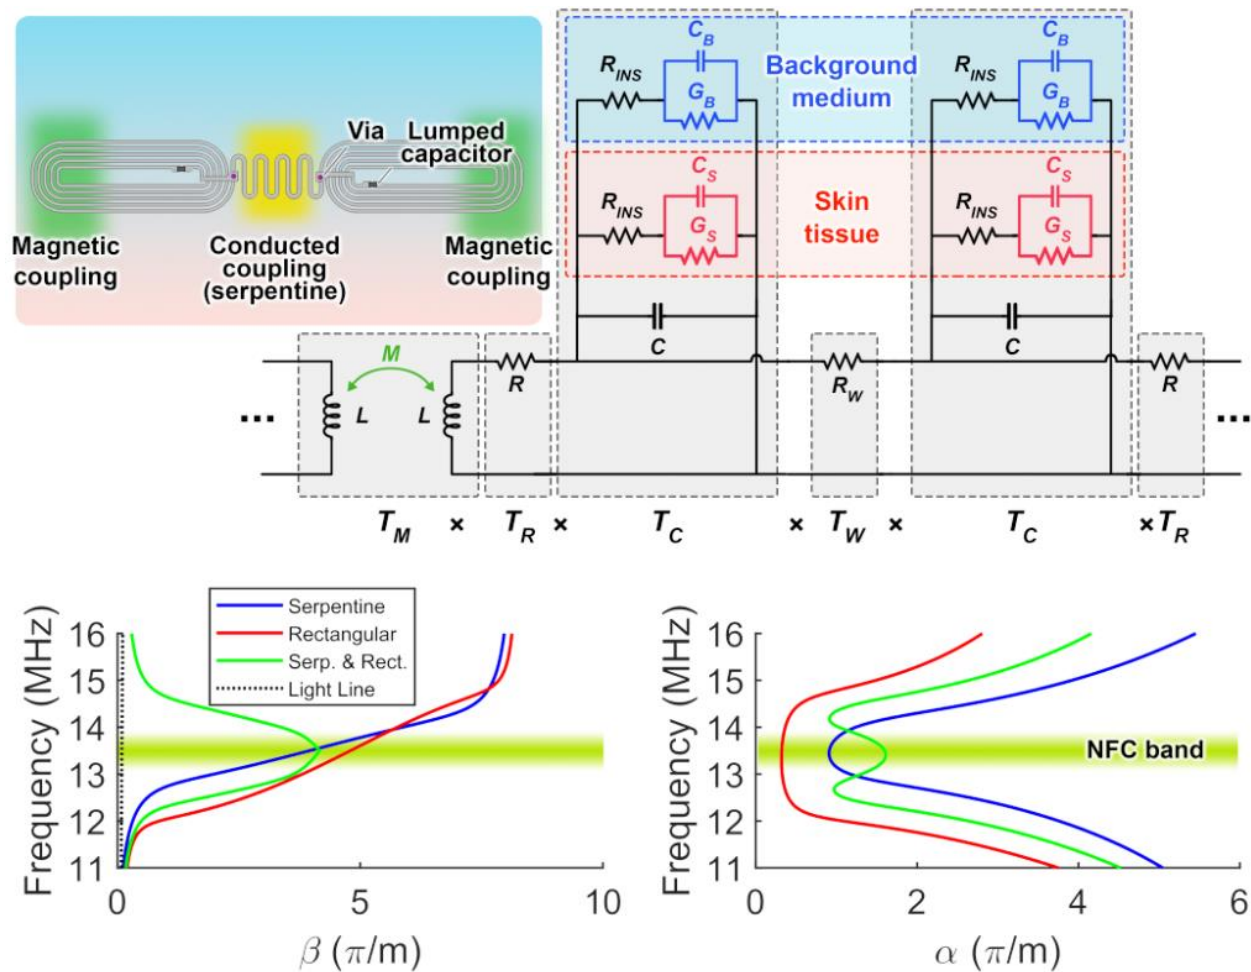 Via
Lumped
capacitor
Magnetic
coupling
Conducted
coupling
(serpentine)
Magnetic
coupling
C_B
R_INS
G_B
Background
medium
C_B
R_INS
G_B
C_S
R_INS
G_S
Skin
tissue
C_S
R_INS
G_S
C
C
M
L
L
R
R_W
R
...
...
T_M × T_R × T_C × T_W × T_C × T_R
Serpentine
Rectangular
Serp. & Rect.
Light Line
Frequency (MHz)
16
15
14
13
12
11
0 5 10
β (π/m)
NFC band
Frequency (MHz)
16
15
14
13
12
11
0 2 4 6
α (π/m)